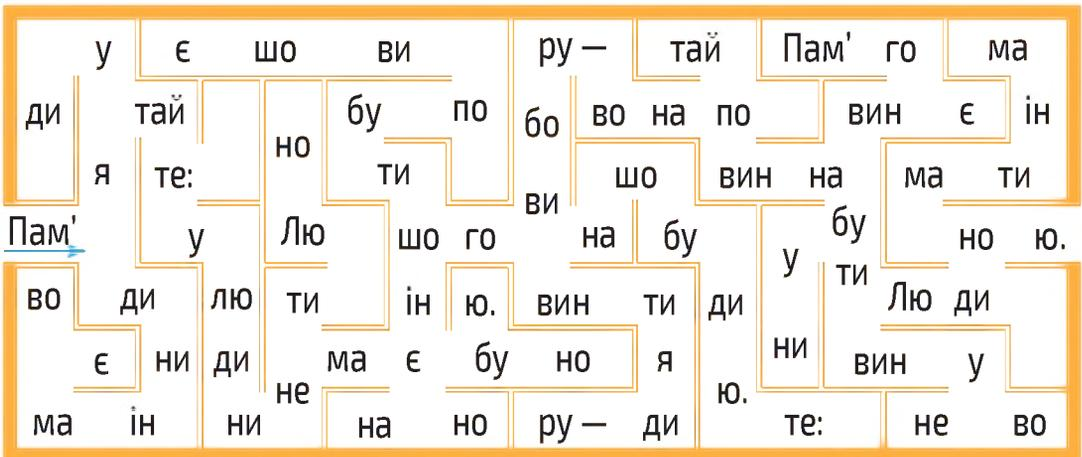 у є шо ви ру — тай Пам' го ма
ди тай но бу по бо во на по вин є ін
я те: ти ви шо вин на ма ти
Пам' у Лю шо го на бу у бу но ю.
во ди лю ти ін ю. вин ти ди ти Лю ди
є ни ди не ма є бу но я ю. ни вин у
ма ін ни на но ру — ди те: не во